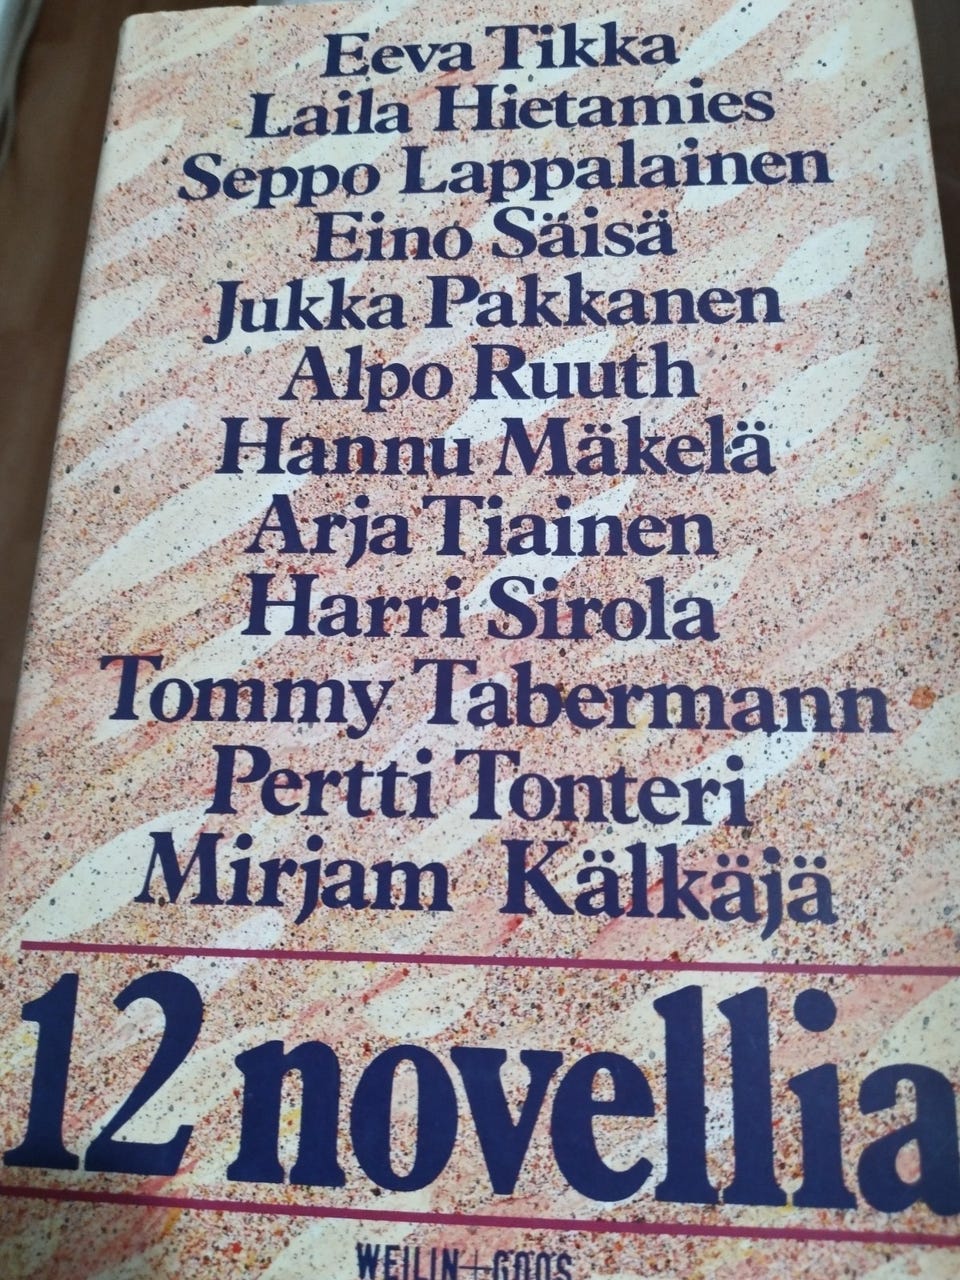 Eeva Tikka
Laila Hietamies
Seppo Lappalainen
Eino Säisä
Jukka Pakkanen
Alpo Ruuth
Hannu Mäkelä
Arja Tiainen
Harri Sirola
Tommy Tabermann
Pertti Tonteri
Mirjam Kälkäjä
12 novellia
WEILIN+GÖÖS